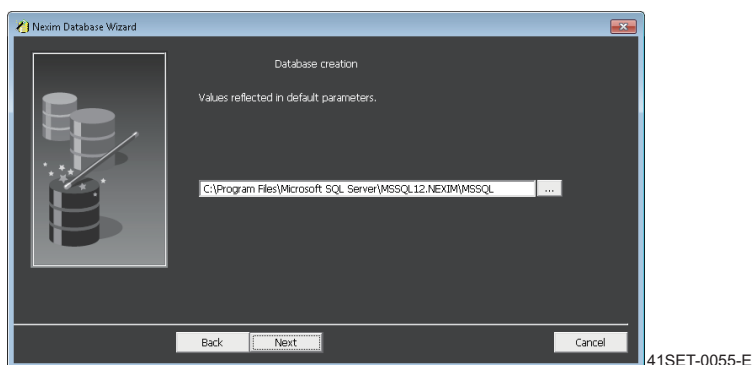 Nexim Database Wizard
Database creation
Values reflected in default parameters.
C:\Program Files\Microsoft SQL Server\MSSQL12.NEXIM\MSSQL
...
Back
Next
Cancel
41SET-0055-E